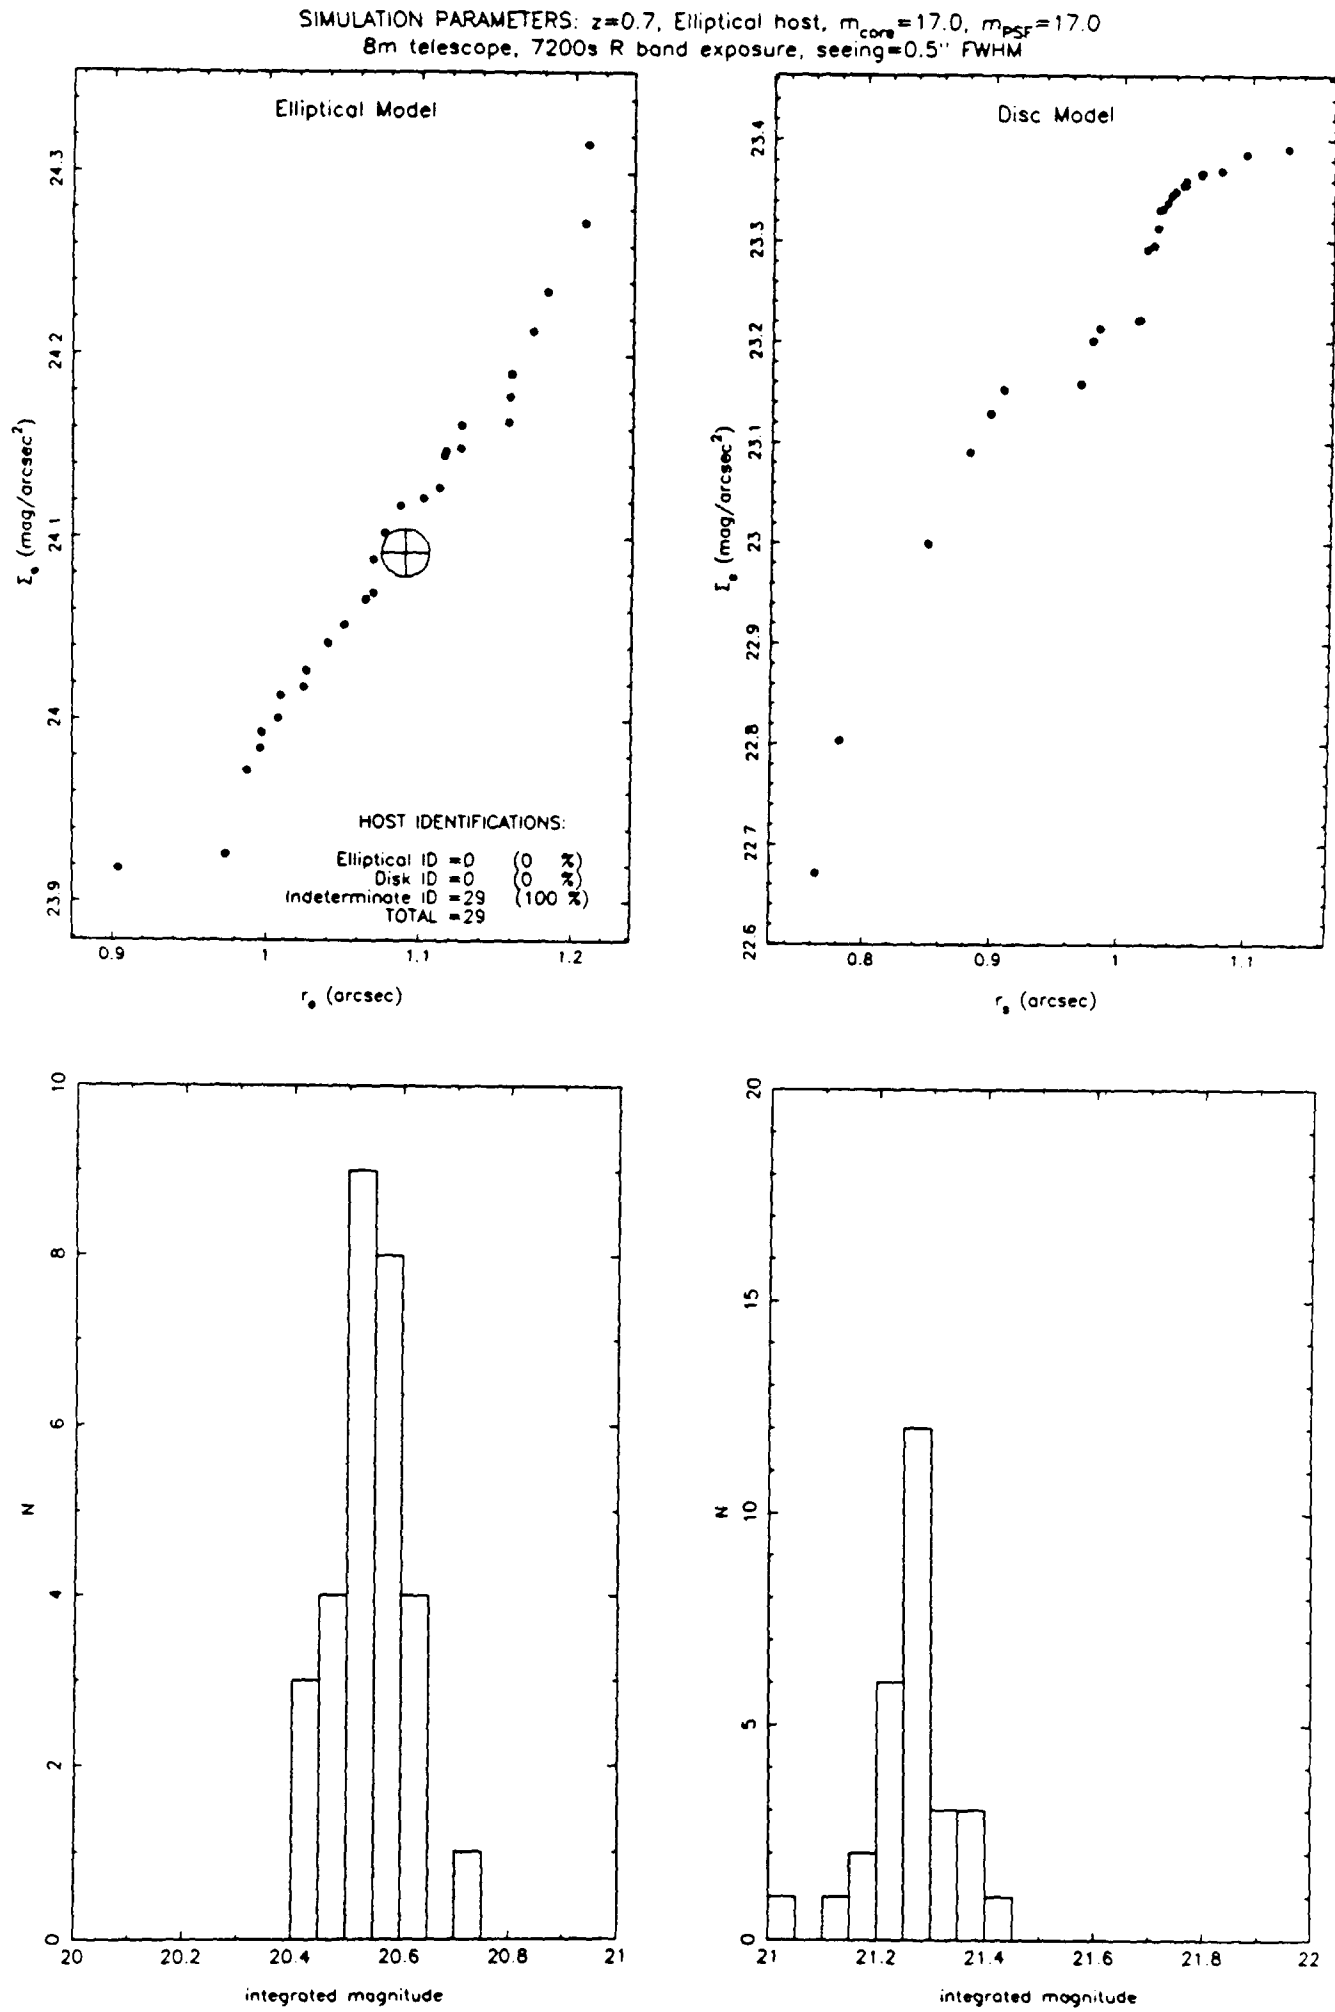 SIMULATION PARAMETERS: z=0.7, Elliptical host, m_core=17.0, m_PSF=17.0
8m telescope, 7200s R band exposure, seeing=0.5'' FWHM
Elliptical Model
24.3
24.2
24.1
24
23.9
Σ_e (mag/arcsec²)
HOST IDENTIFICATIONS:
Elliptical ID =0 (0 %)
Disk ID =0 (0 %)
Indeterminate ID =29 (100 %)
TOTAL =29
0.9 1 1.1 1.2
r_e (arcsec)
Disc Model
23.4
23.3
23.2
23.1
23
22.9
22.8
22.7
22.6
Σ_s (mag/arcsec²)
0.8 0.9 1 1.1
r_s (arcsec)
10
8
6
4
2
0
N
20 20.2 20.4 20.6 20.8 21
integrated magnitude
20
15
10
5
0
N
21 21.2 21.4 21.6 21.8 22
integrated magnitude